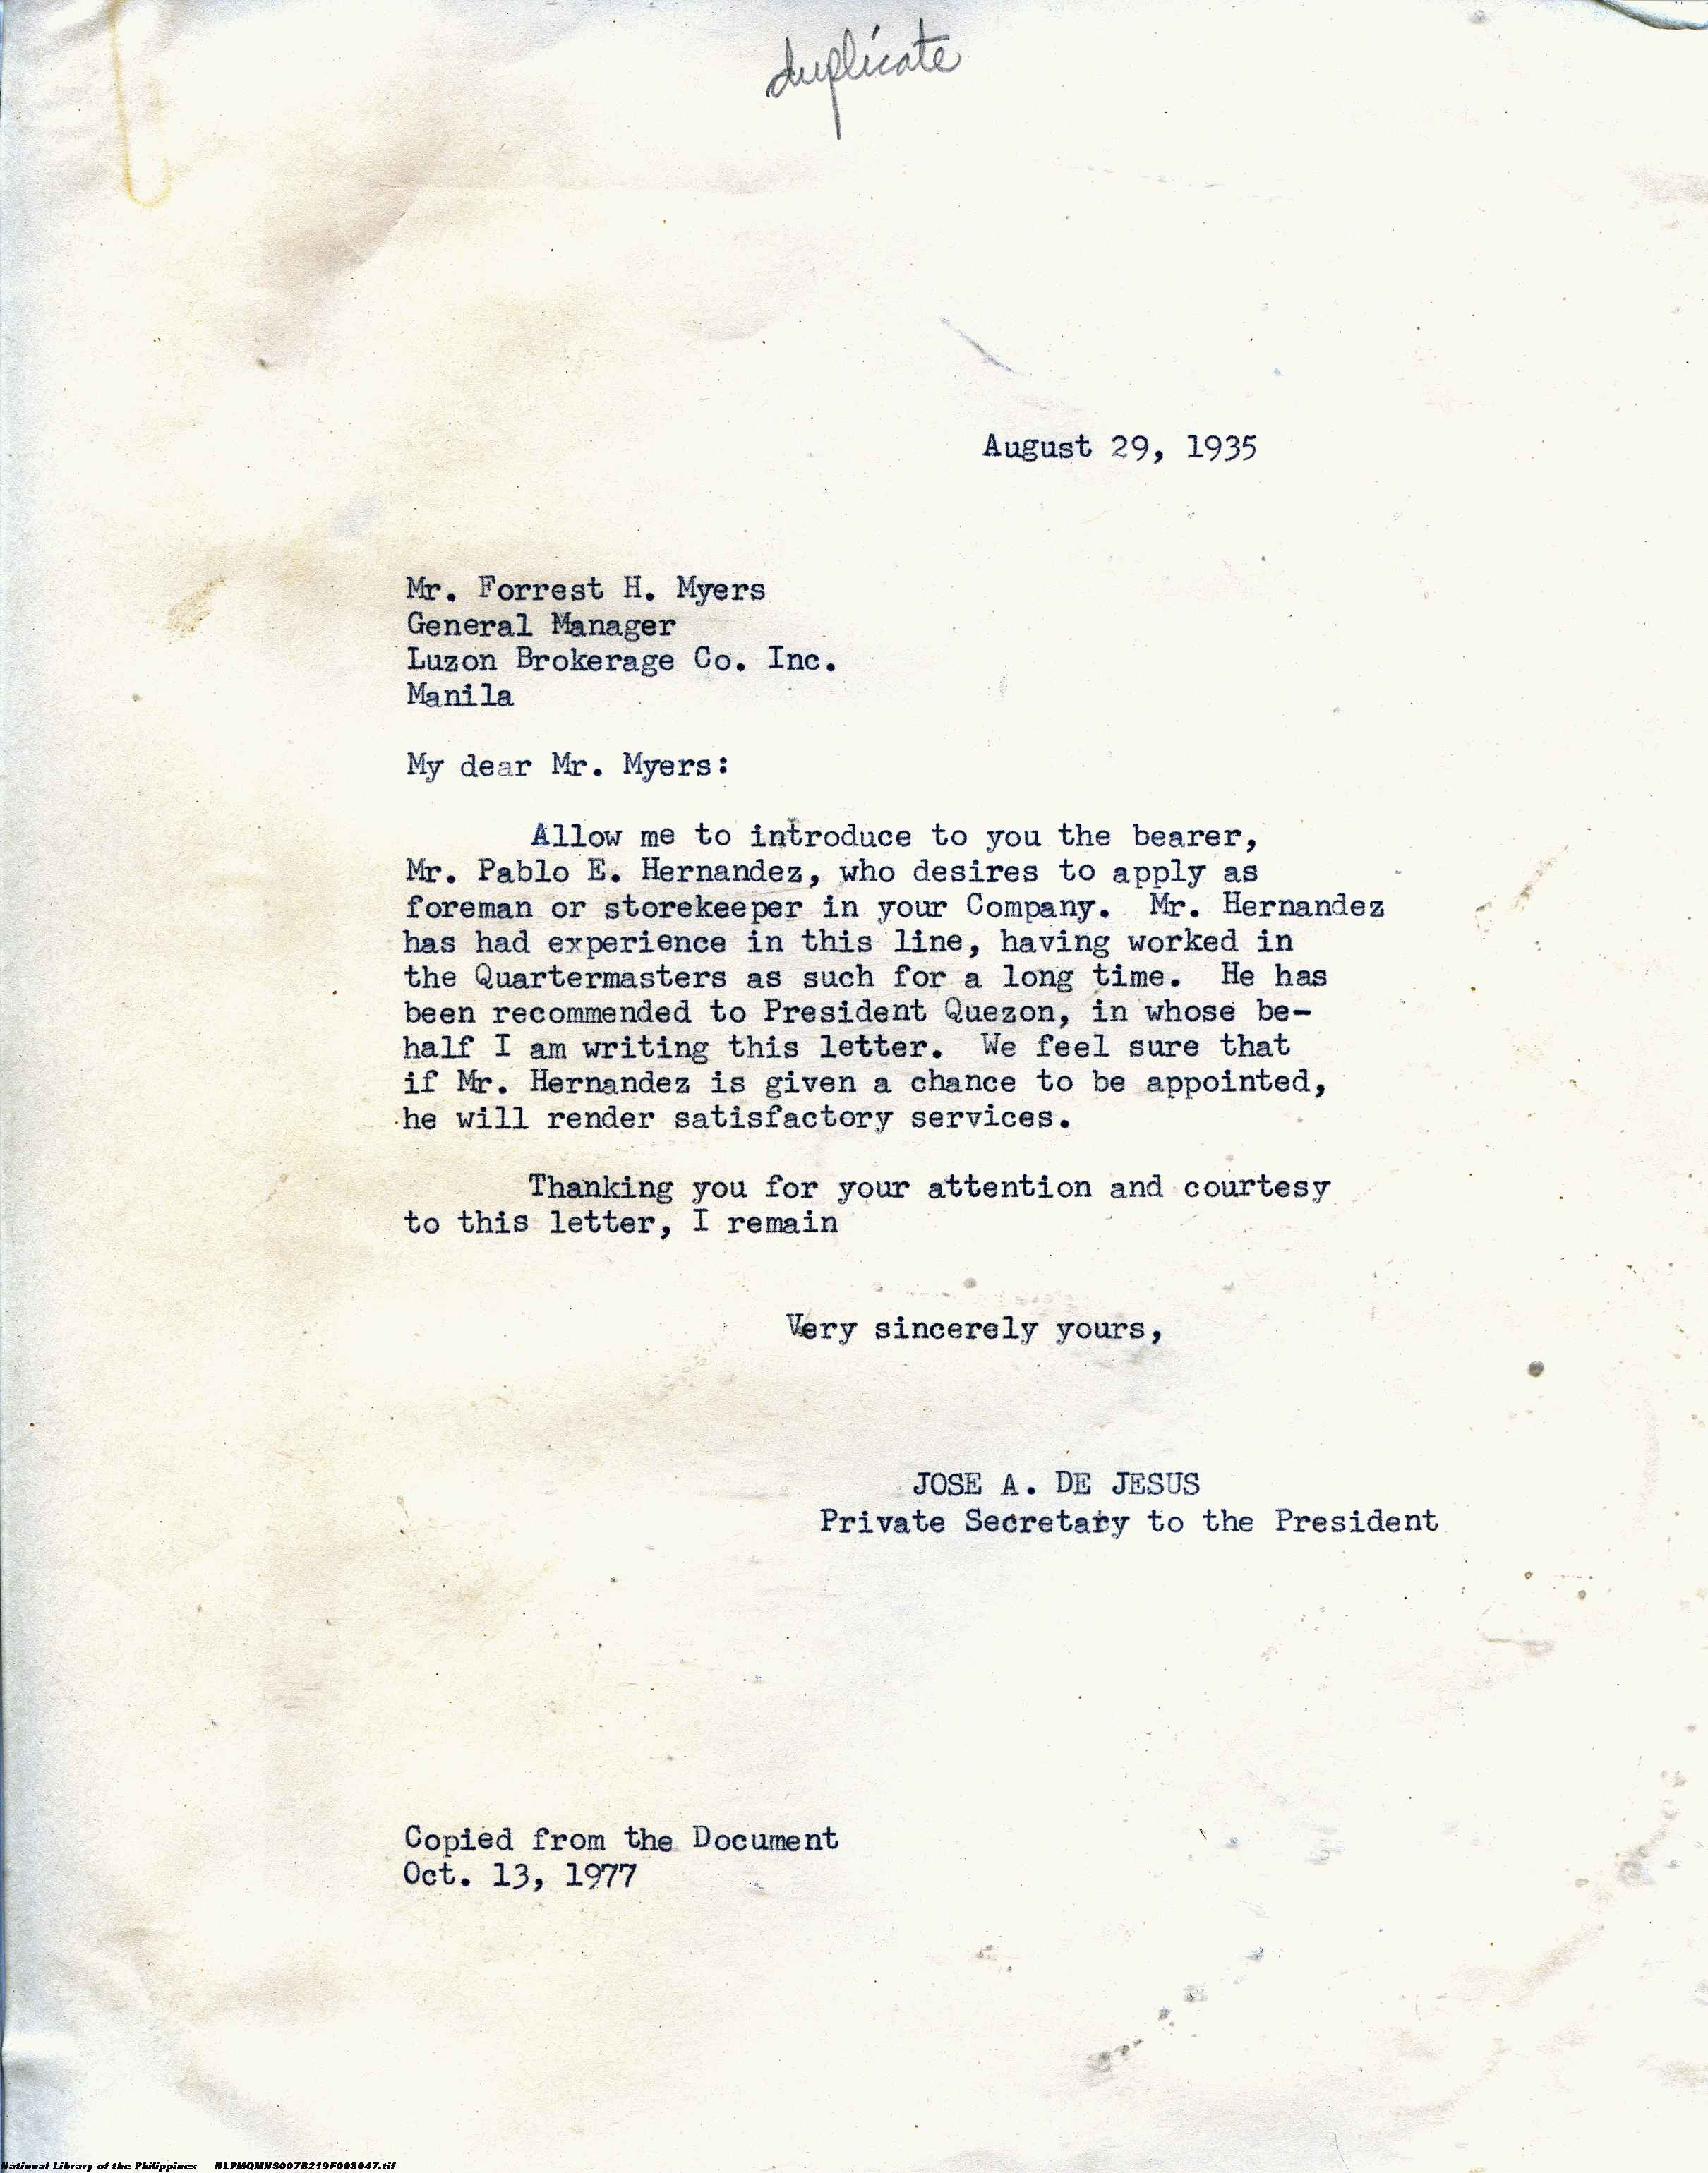 duplicate
August 29, 1935
Mr. Forrest H. Myers
General Manager
Luzon Brokerage Co. Inc.
Manila
My dear Mr. Myers:
Allow me to introduce to you the bearer,
Mr. Pablo E. Hernandez, who desires to apply as
foreman or storekeeper in your Company. Mr. Hernandez
has had experience in this line, having worked in
the Quartermasters as such for a long time. He has
been recommended to President Quezon, in whose be-
half I am writing this letter. We feel sure that
if Mr. Hernandez is given a chance to be appointed,
he will render satisfactory services.
Thanking you for your attention and courtesy
to this letter, I remain
Very sincerely yours,
JOSE A. DE JESUS
Private Secretary to the President
Copied from the Document
Oct. 13, 1977
National Library of the Philippines NLPMQMNS007B219F003047.tif